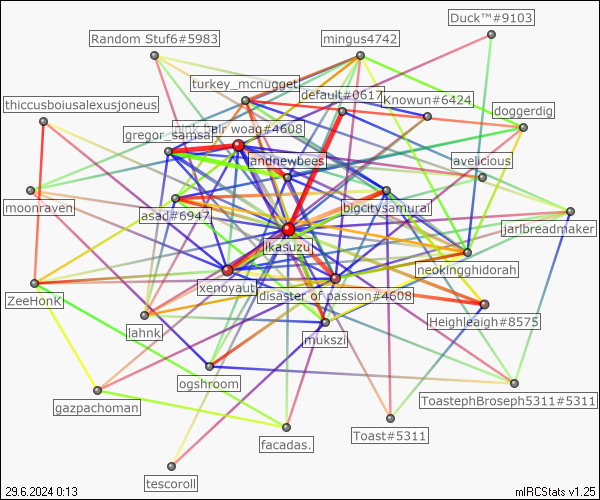 Duck™#9103
Random Stuf6#5983
mingus4742
turkey_mcnugget
default#0617
Knowun#6424
thiccusboiusalexusjoneus
doggerdig
hair woag#4608
gregor_samsa
andnewbees
avelicious
moonraven
asad#6947
bigcitysamurai
jarlbreadmaker
ikasuzu
neokingghidorah
xenoyaut
disaster of passion#4608
ZeeHonK
lahnk
Heighleaigh#8575
mukszi
ogshroom
ToastephBroseph5311#5311
gazpachoman
Toast#5311
facadas.
tescoroll
29.6.2024 0:13
mIRCStats v1.25